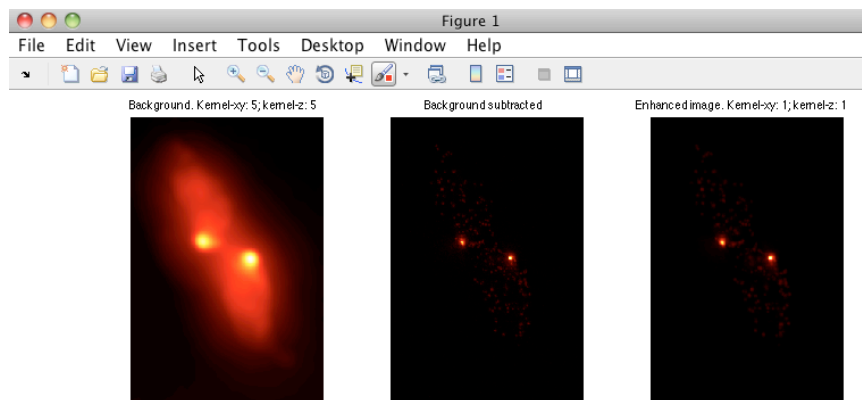 Figure 1
File Edit View Insert Tools Desktop Window Help
Background. Kernel-xy: 5; kernel-z: 5
Background subtracted
Enhanced image. Kernel-xy: 1; kernel-z: 1